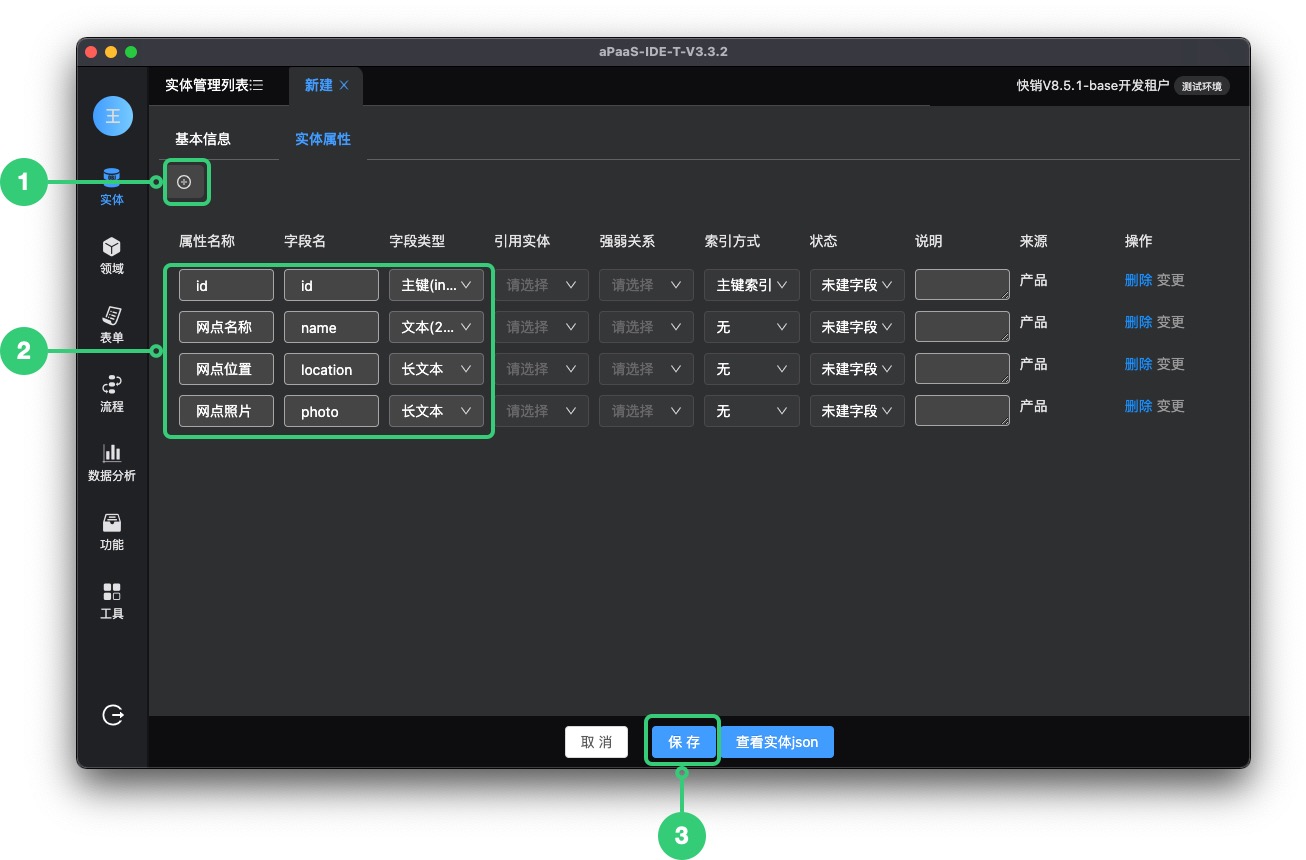 aPaaS-IDE-T-V3.3.2
王
实体管理列表
新建
快销V8.5.1-base开发租户 测试环境
基本信息 实体属性
1
实体
领域
表单
流程
数据分析
功能
工具
属性名称 字段名 字段类型 引用实体 强弱关系 索引方式 状态 说明 来源 操作
id id 主键(in... 请选择 请选择 主键索引 未建字段 产品 删除 变更
网点名称 name 文本(2... 请选择 请选择 无 未建字段 产品 删除 变更
2
网点位置 location 长文本 请选择 请选择 无 未建字段 产品 删除 变更
网点照片 photo 长文本 请选择 请选择 无 未建字段 产品 删除 变更
取 消 保 存 查看实体json
3